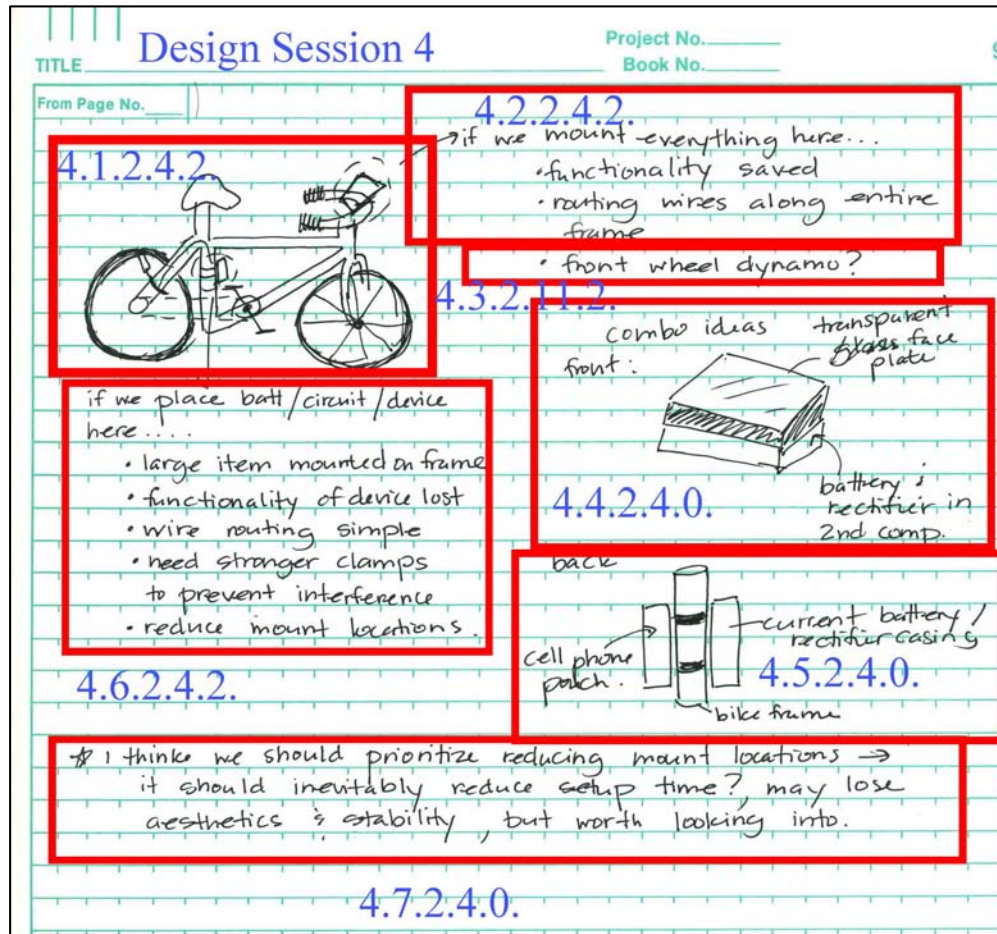 Design Session 4
Project No.
TITLE
Book No.
From Page No.
4.2.2.4.2.
if we mount everything here...
• functionality saved
• routing wires along entire
frame
4.1.2.4.2.
• front wheel dynamo?
4.3.2.11.2.
combo ideas
front:
transparent
face
plate
battery &
rectifier in
2nd comp.
4.4.2.4.0.
if we place batt/circuit/device
here....
• large item mounted on frame
• functionality of device lost
• wire routing simple
• need stronger clamps
to prevent interference
• reduce mount locations.
4.6.2.4.2.
back
cell phone
pouch.
current battery/
rectifier casing
4.5.2.4.0.
bike frame
* I think we should prioritize reducing mount locations →
it should inevitably reduce setup time?, may lose
aesthetics & stability, but worth looking into.
4.7.2.4.0.